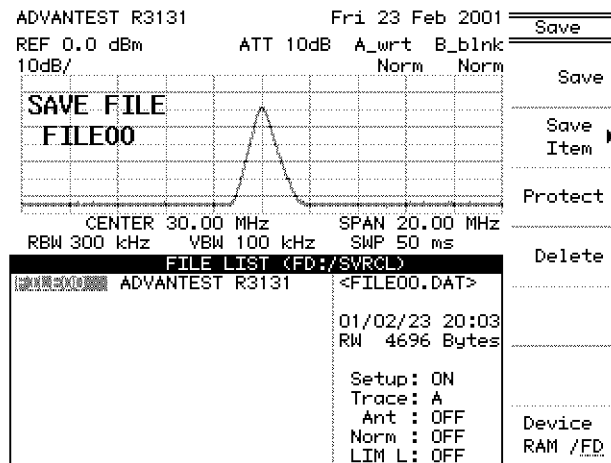 ADVANTEST R3131 Fri 23 Feb 2001
REF 0.0 dBm ATT 10dB A_wrt B_blnk
10dB/ Norm Norm
SAVE FILE
FILE00
CENTER 30.00 MHz SPAN 20.00 MHz
RBW 300 kHz VBW 100 kHz SWP 50 ms
FILE LIST (FD:/SVRCL)
FILE00 ADVANTEST R3131
<FILE00.DAT>
01/02/23 20:03
RW 4696 Bytes
Setup: ON
Trace: A
Ant : OFF
Norm : OFF
LIM L: OFF
Save
Save
Save
Item
Protect
Delete
Device
RAM /FD